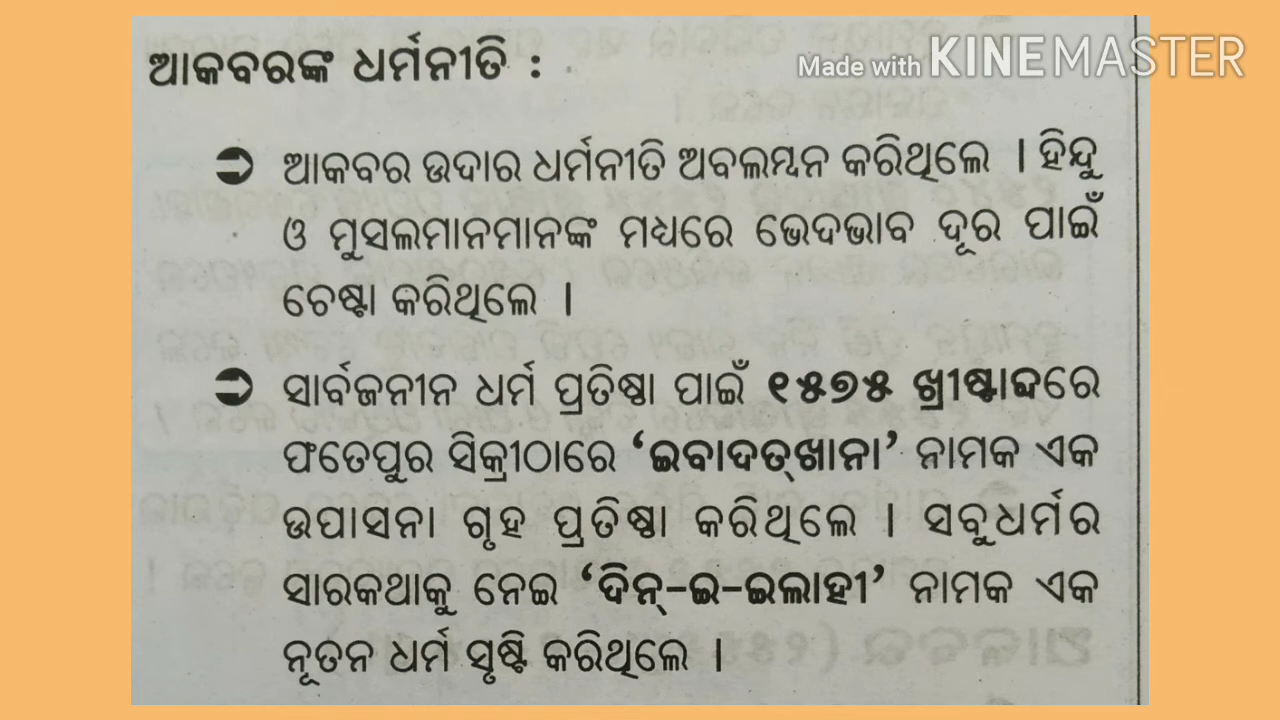 ଆକବରଙ୍କ ଧର୍ମନୀତି :
Made with KINEMASTER
➲ ଆକବର ଉଦାର ଧର୍ମନୀତି ଅବଲମ୍ବନ କରିଥିଲେ । ହିନ୍ଦୁ
ଓ ମୁସଲମାନମାନଙ୍କ ମଧ୍ୟରେ ଭେଦଭାବ ଦୂର ପାଇଁ
ଚେଷ୍ଟା କରିଥିଲେ ।
➲ ସାର୍ବଜନୀନ ଧର୍ମ ପ୍ରତିଷ୍ଠା ପାଇଁ ୧୫୭୫ ଖ୍ରୀଷ୍ଟାବ୍ଦରେ
ଫତେପୁର ସିକ୍ରୀଠାରେ ‘ଇବାଦତ୍‌ଖାନା’ ନାମକ ଏକ
ଉପାସନା ଗୃହ ପ୍ରତିଷ୍ଠା କରିଥିଲେ । ସବୁଧର୍ମର
ସାରକଥାକୁ ନେଇ ‘ଦିନ୍-ଇ-ଇଲାହୀ’ ନାମକ ଏକ
ନୂତନ ଧର୍ମ ସୃଷ୍ଟି କରିଥିଲେ ।